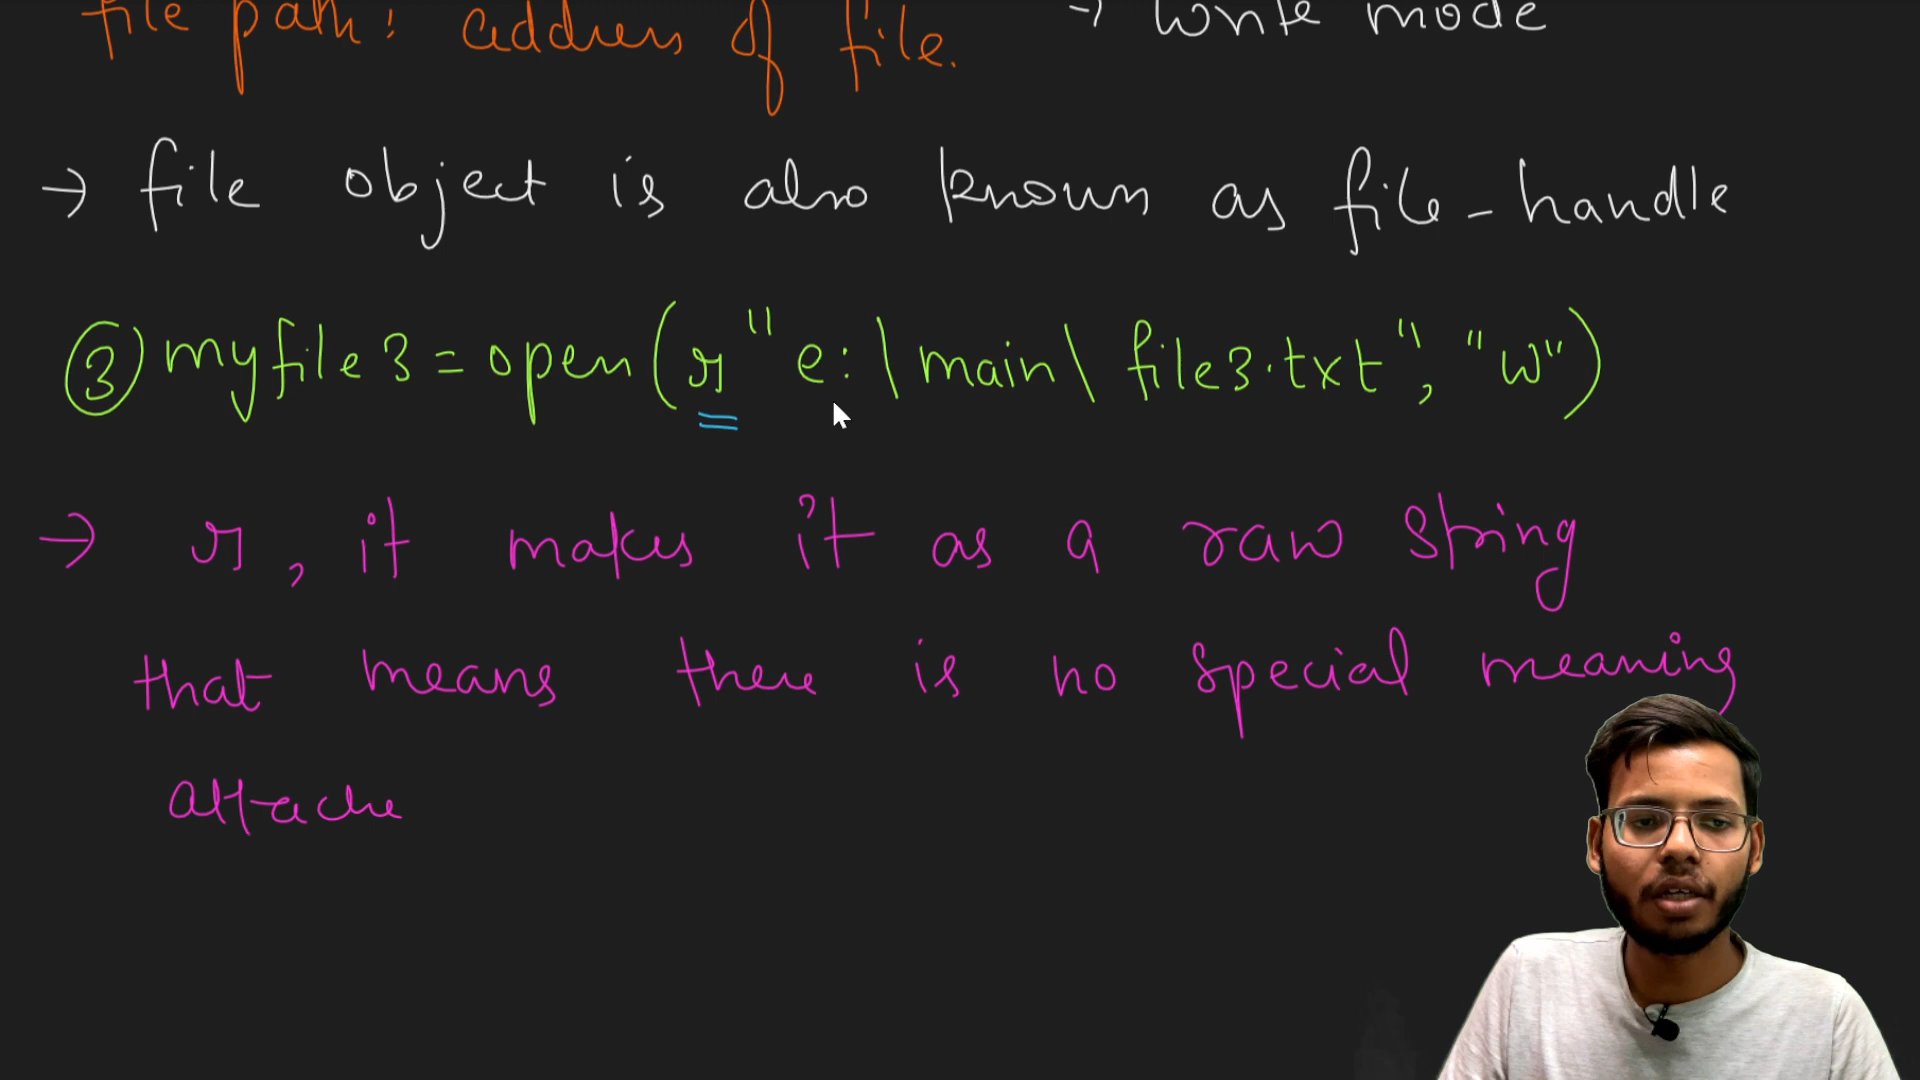 file path: address of file. → write mode
→ file object is also known as file-handle
③ myfile3 = open(r"e:\main\file3.txt", "w")
→ r, it makes it as a raw string
that means there is no special meaning
attache